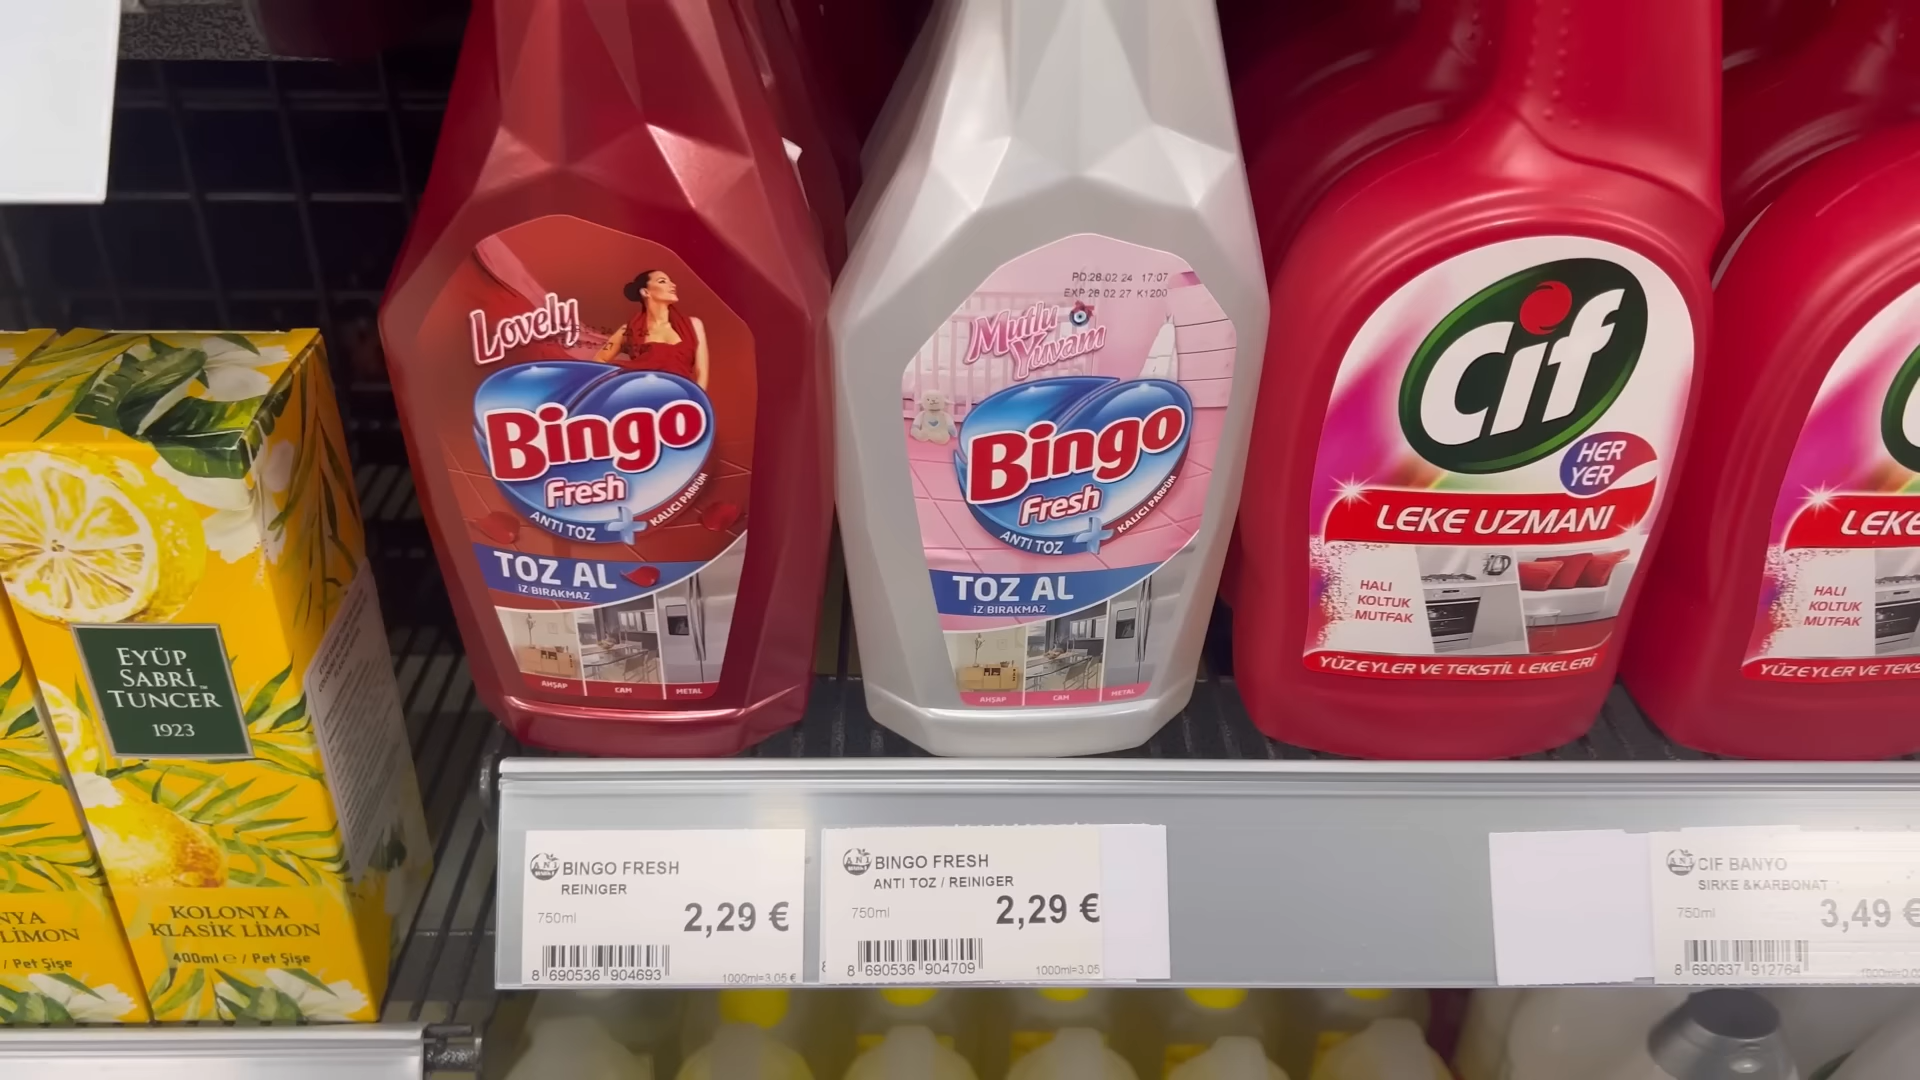 EYÜP
SABRİ
TUNCER™
1923
KOLONYA
KLASİK LİMON
400ml ℮ / Pet Şişe
LİMON
/ Pet Şişe
Lovely
Bingo
Fresh
ANTI TOZ
KALICI PARFÜM
TOZ AL
İZ BIRAKMAZ
AHŞAP
CAM
METAL
PD:28.02 24 17:07
EXP 28 02 27 K1200
Mutlu
Yuvam
Bingo
Fresh
ANTI TOZ
KALICI PARFÜM
TOZ AL
İZ BIRAKMAZ
AHŞAP
CAM
METAL
Cif
HER
YER
LEKE UZMANI
HALI
KOLTUK
MUTFAK
YÜZEYLER VE TEKSTİL LEKELERİ
LEKE
HALI
KOLTUK
MUTFAK
YÜZEYLER VE TEKS
BINGO FRESH
REINIGER
750ml
2,29 €
8 690536 904693
1000ml=3,05 €
BINGO FRESH
ANTI TOZ / REINIGER
750ml
2,29 €
8 690536 904709
1000ml=3,05
CIF BANYO
SIRKE &KARBONAT
750ml
3,49 €
8 690637 912764